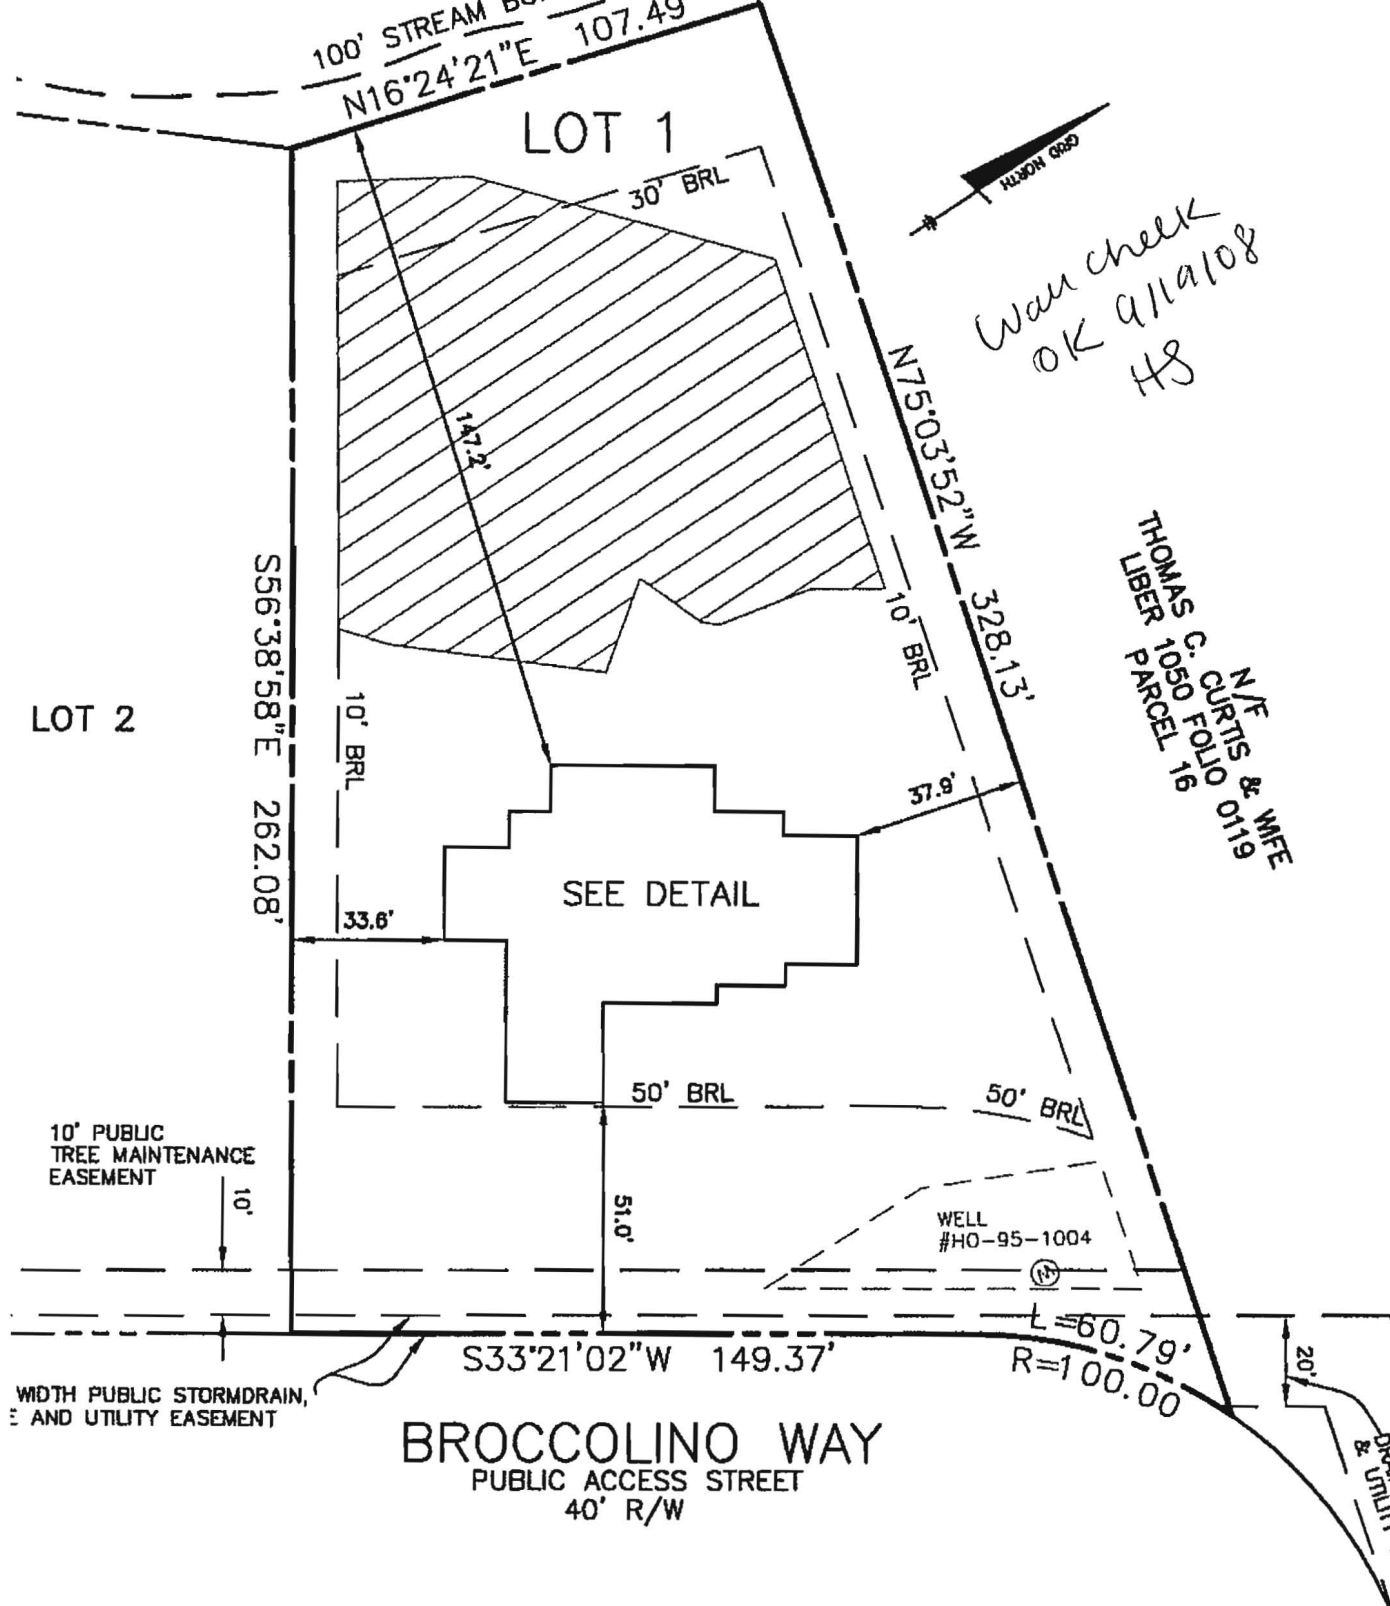 100' STREAM
N16°24'21"E 107.49'
LOT 1
30' BRL
GRID NORTH
Wall check
OK 9/19/08
HS
147.2'
N75°03'52"W 328.13'
N/F
THOMAS C. CURTIS & WIFE
LIBER 1050 FOLIO 0119
PARCEL 16
S56°38'58"E 262.08'
10' BRL
10' BRL
LOT 2
37.9'
SEE DETAIL
33.6'
50' BRL
50' BRL
10' PUBLIC
TREE MAINTENANCE
EASEMENT
10'
51.0'
WELL
#HO-95-1004
L=60.79'
R=100.00
S33°21'02"W 149.37'
20'
WIDTH PUBLIC STORMDRAIN,
E AND UTILITY EASEMENT
BROCCOLINO WAY
PUBLIC ACCESS STREET
40' R/W
& UTILITY